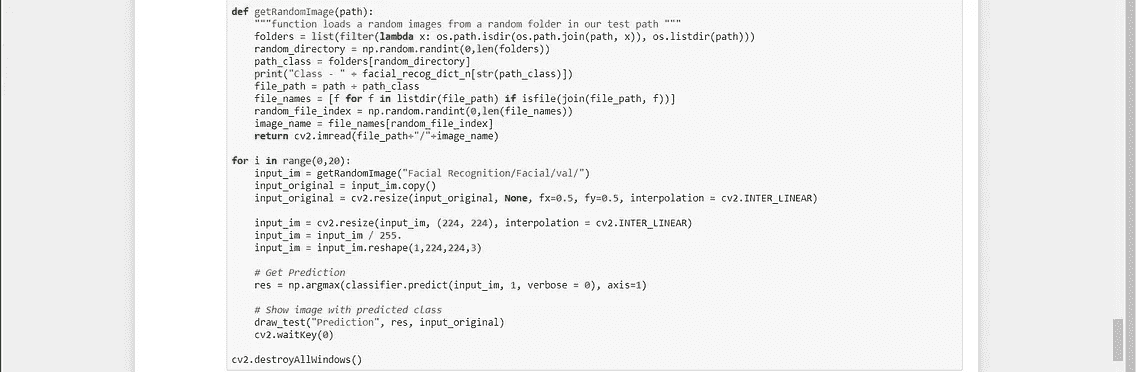 def getRandomImage(path):
    """function loads a random images from a random folder in our test path """
    folders = list(filter(lambda x: os.path.isdir(os.path.join(path, x)), os.listdir(path)))
    random_directory = np.random.randint(0,len(folders))
    path_class = folders[random_directory]
    print("Class - " + facial_recog_dict_n[str(path_class)])
    file_path = path + path_class
    file_names = [f for f in listdir(file_path) if isfile(join(file_path, f))]
    random_file_index = np.random.randint(0,len(file_names))
    image_name = file_names[random_file_index]
    return cv2.imread(file_path+"/"+image_name)

for i in range(0,20):
    input_im = getRandomImage("Facial Recognition/Facial/val/")
    input_original = input_im.copy()
    input_original = cv2.resize(input_original, None, fx=0.5, fy=0.5, interpolation = cv2.INTER_LINEAR)

    input_im = cv2.resize(input_im, (224, 224), interpolation = cv2.INTER_LINEAR)
    input_im = input_im / 255.
    input_im = input_im.reshape(1,224,224,3)

    # Get Prediction
    res = np.argmax(classifier.predict(input_im, 1, verbose = 0), axis=1)

    # Show image with predicted class
    draw_test("Prediction", res, input_original)
    cv2.waitKey(0)

cv2.destroyAllWindows()